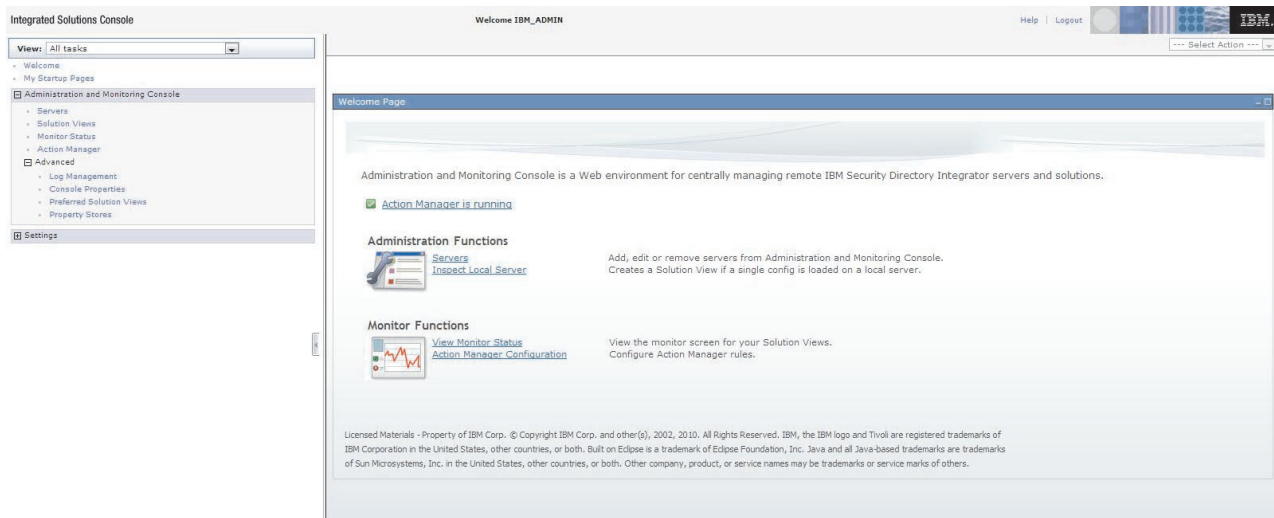 Integrated Solutions Console
Welcome IBM_ADMIN
Help | Logout
IBM.
View: All tasks
--- Select Action ---
Welcome
My Startup Pages
Administration and Monitoring Console
Servers
Solution Views
Monitor Status
Action Manager
Advanced
Log Management
Console Properties
Preferred Solution Views
Property Stores
Settings
Welcome Page
Administration and Monitoring Console is a Web environment for centrally managing remote IBM Security Directory Integrator servers and solutions.
Action Manager is running
Administration Functions
Servers
Add, edit or remove servers from Administration and Monitoring Console.
Inspect Local Server
Creates a Solution View if a single config is loaded on a local server.
Monitor Functions
View Monitor Status
View the monitor screen for your Solution Views.
Action Manager Configuration
Configure Action Manager rules.
Licensed Materials - Property of IBM Corp. © Copyright IBM Corp. and other(s), 2002, 2010. All Rights Reserved. IBM, the IBM logo and Tivoli are registered trademarks of
IBM Corporation in the United States, other countries, or both. Built on Eclipse is a trademark of Eclipse Foundation, Inc. Java and all Java-based trademarks are trademarks
of Sun Microsystems, Inc. in the United States, other countries, or both. Other company, product, or service names may be trademarks or service marks of others.